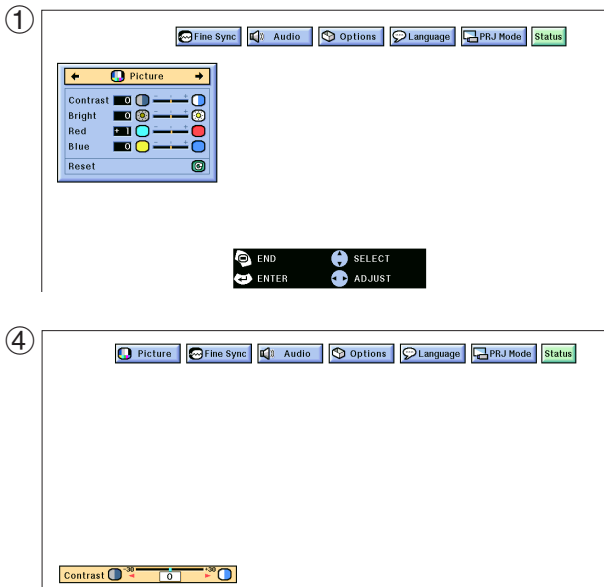 ①
Fine Sync Audio Options Language PRJ Mode Status
Picture
Contrast 0 - +
Bright 0 - +
Red + 1 - +
Blue 0 - +
Reset
END SELECT
ENTER ADJUST
④
Picture Fine Sync Audio Options Language PRJ Mode Status
Contrast -30 0 +30